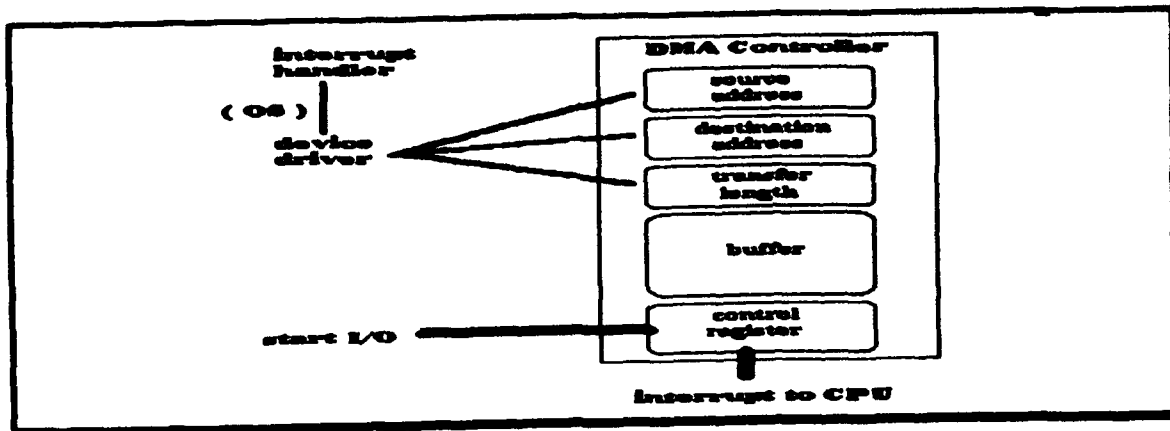 interrupt
handler
( OS )
device
driver
DMA Controller
source
address
destination
address
transfer
length
buffer
start I/O
control
register
interrupt to CPU